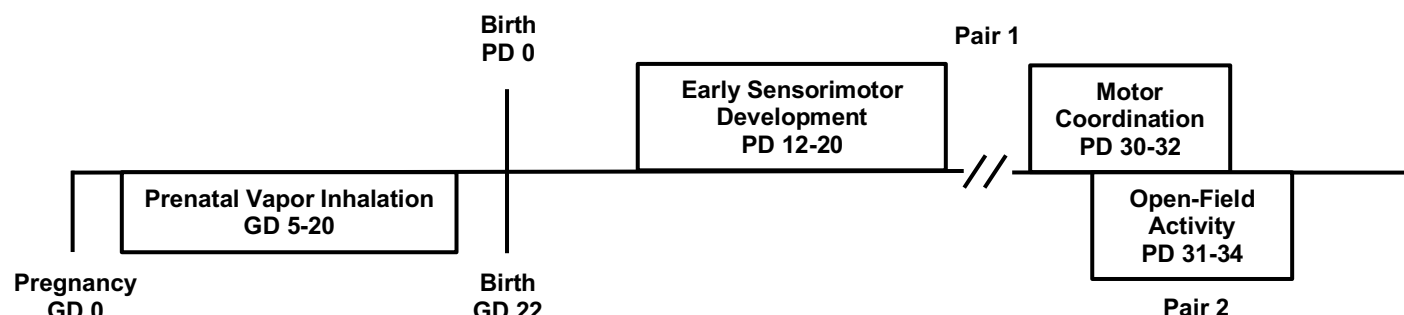 Birth
PD 0
Pair 1
Early Sensorimotor
Development
PD 12-20
Motor
Coordination
PD 30-32
Prenatal Vapor Inhalation
GD 5-20
Open-Field
Activity
PD 31-34
Pregnancy
GD 0
Birth
GD 22
Pair 2